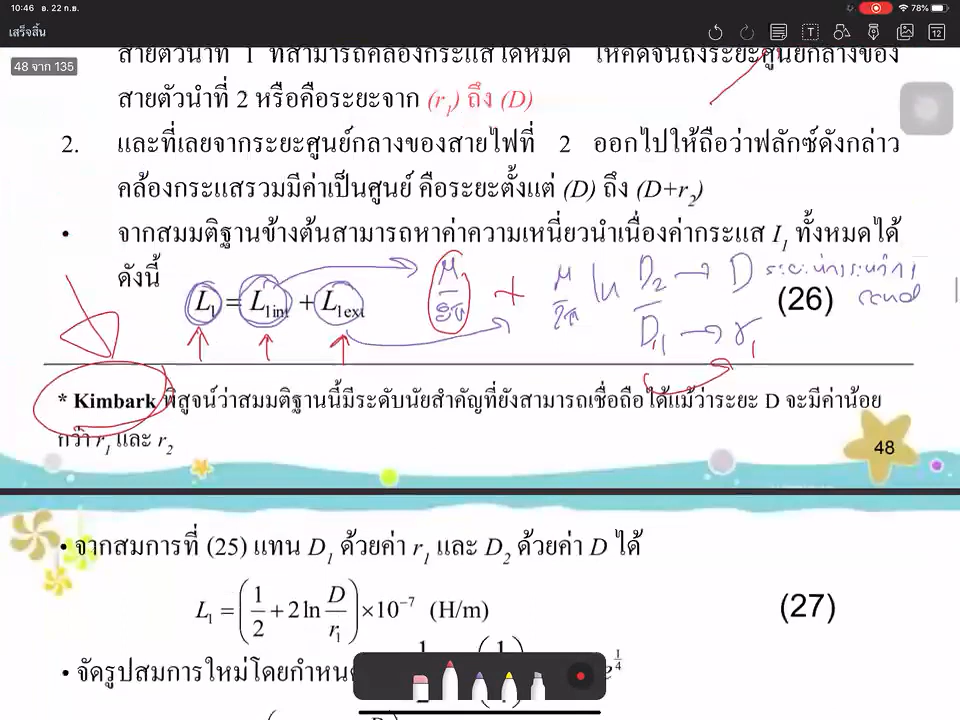 10:46 อ. 22 ก.ย. 78%
เสร็จสิ้น
48 จาก 135
สายตัวนำที่ 1 ที่สามารถคล้องกระแสได้หมด ให้คิดจนถึงระยะศูนย์กลางของ
สายตัวนำที่ 2 หรือคือระยะจาก (r₁) ถึง (D)
2. และที่เลยจากระยะศูนย์กลางของสายไฟที่ 2 ออกไปให้ถือว่าฟลักซ์ดังกล่าว
คล้องกระแสรวมมีค่าเป็นศูนย์ คือระยะตั้งแต่ (D) ถึง (D+r₂)
• จากสมมติฐานข้างต้นสามารถหาค่าความเหนี่ยวนำเนื่องค่ากระแส I₁ ทั้งหมดได้
ดังนี้
L₁ = L₁int + L₁ext μ/8π + μ/2π ln D₂/D₁ → D → r₁ (26)
* Kimbark พิสูจน์ว่าสมมติฐานนี้มีระดับนัยสำคัญที่ยังสามารถเชื่อถือได้แม้ว่าระยะ D จะมีค่าน้อย
กว่า r₁ และ r₂
48
• จากสมการที่ (25) แทน D₁ ด้วยค่า r₁ และ D₂ ด้วยค่า D ได้
L₁ = (1/2 + 2 ln D/r₁) × 10⁻⁷ (H/m) (27)
• จัดรูปสมการใหม่โดยกำหนด